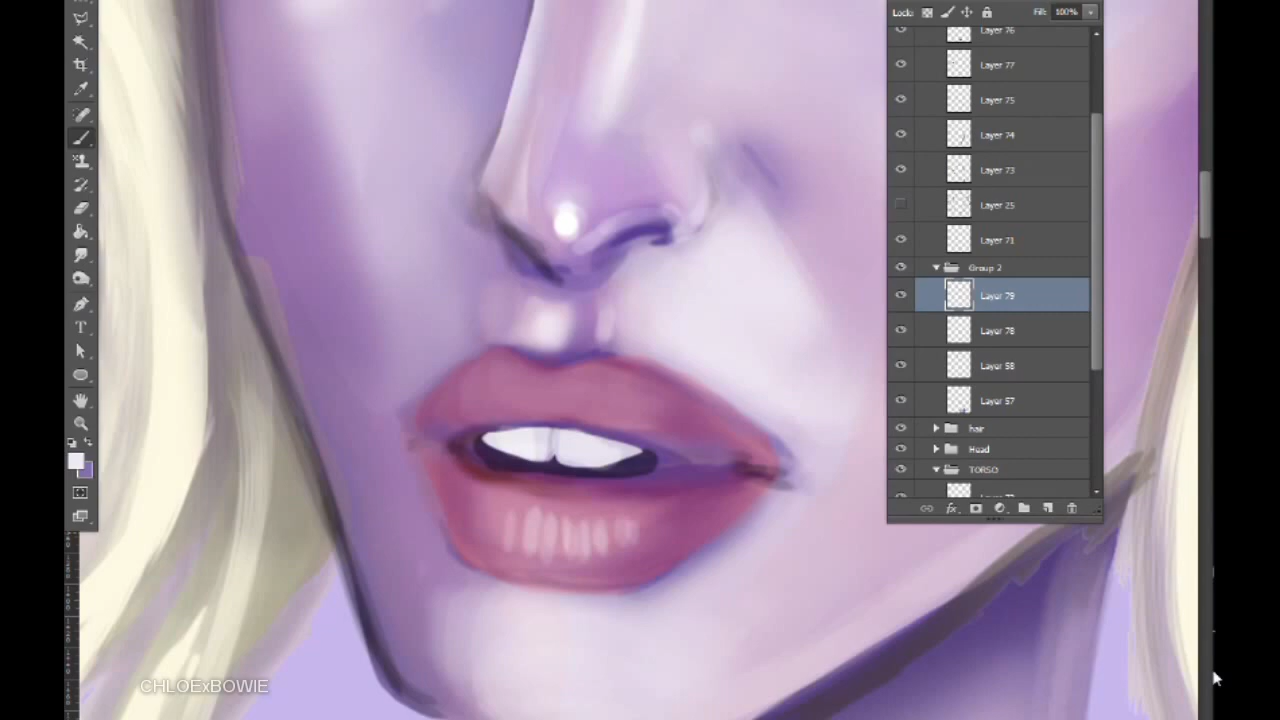 Lock:
Fill: 100%
Layer 76
Layer 77
Layer 75
Layer 74
Layer 73
Layer 25
Layer 71
Group 2
Layer 79
Layer 78
Layer 58
Layer 57
hair
Head
TORSO
CHLOExBOWIE